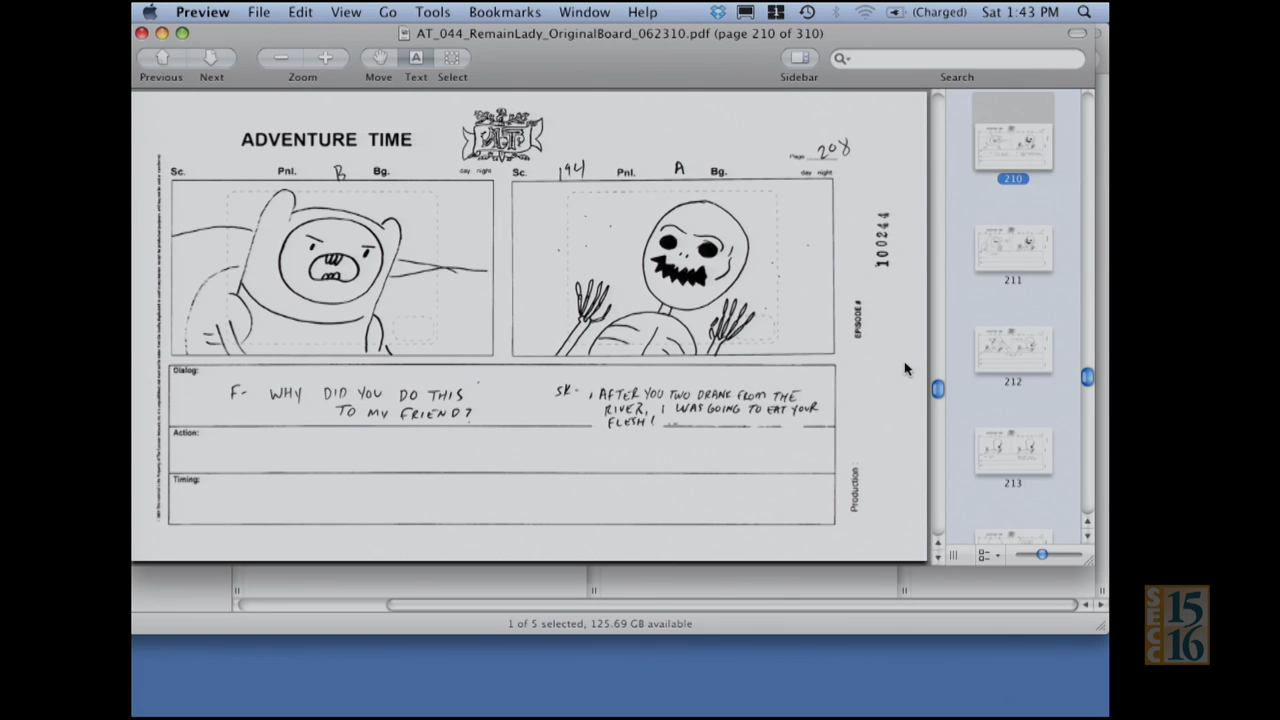 Preview File Edit View Go Tools Bookmarks Window Help (Charged) Sat 1:43 PM
AT_044_RemainLady_OriginalBoard_062310.pdf (page 210 of 310)
Previous Next Zoom Move Text Select Sidebar Search
ADVENTURE TIME
AT
Page 208
Sc. Pnl. B Bg. day night
Sc. 194 Pnl. A Bg. day night
100244
EPISODE #
Production :
Dialog:
F- WHY DID YOU DO THIS
TO MY FRIEND?
SK- , AFTER YOU TWO DRANK FROM THE
RIVER, I WAS GOING TO EAT YOUR
FLESH!
Action:
Timing:
210
211
212
213
1 of 5 selected, 125.69 GB available
SECC
15
16